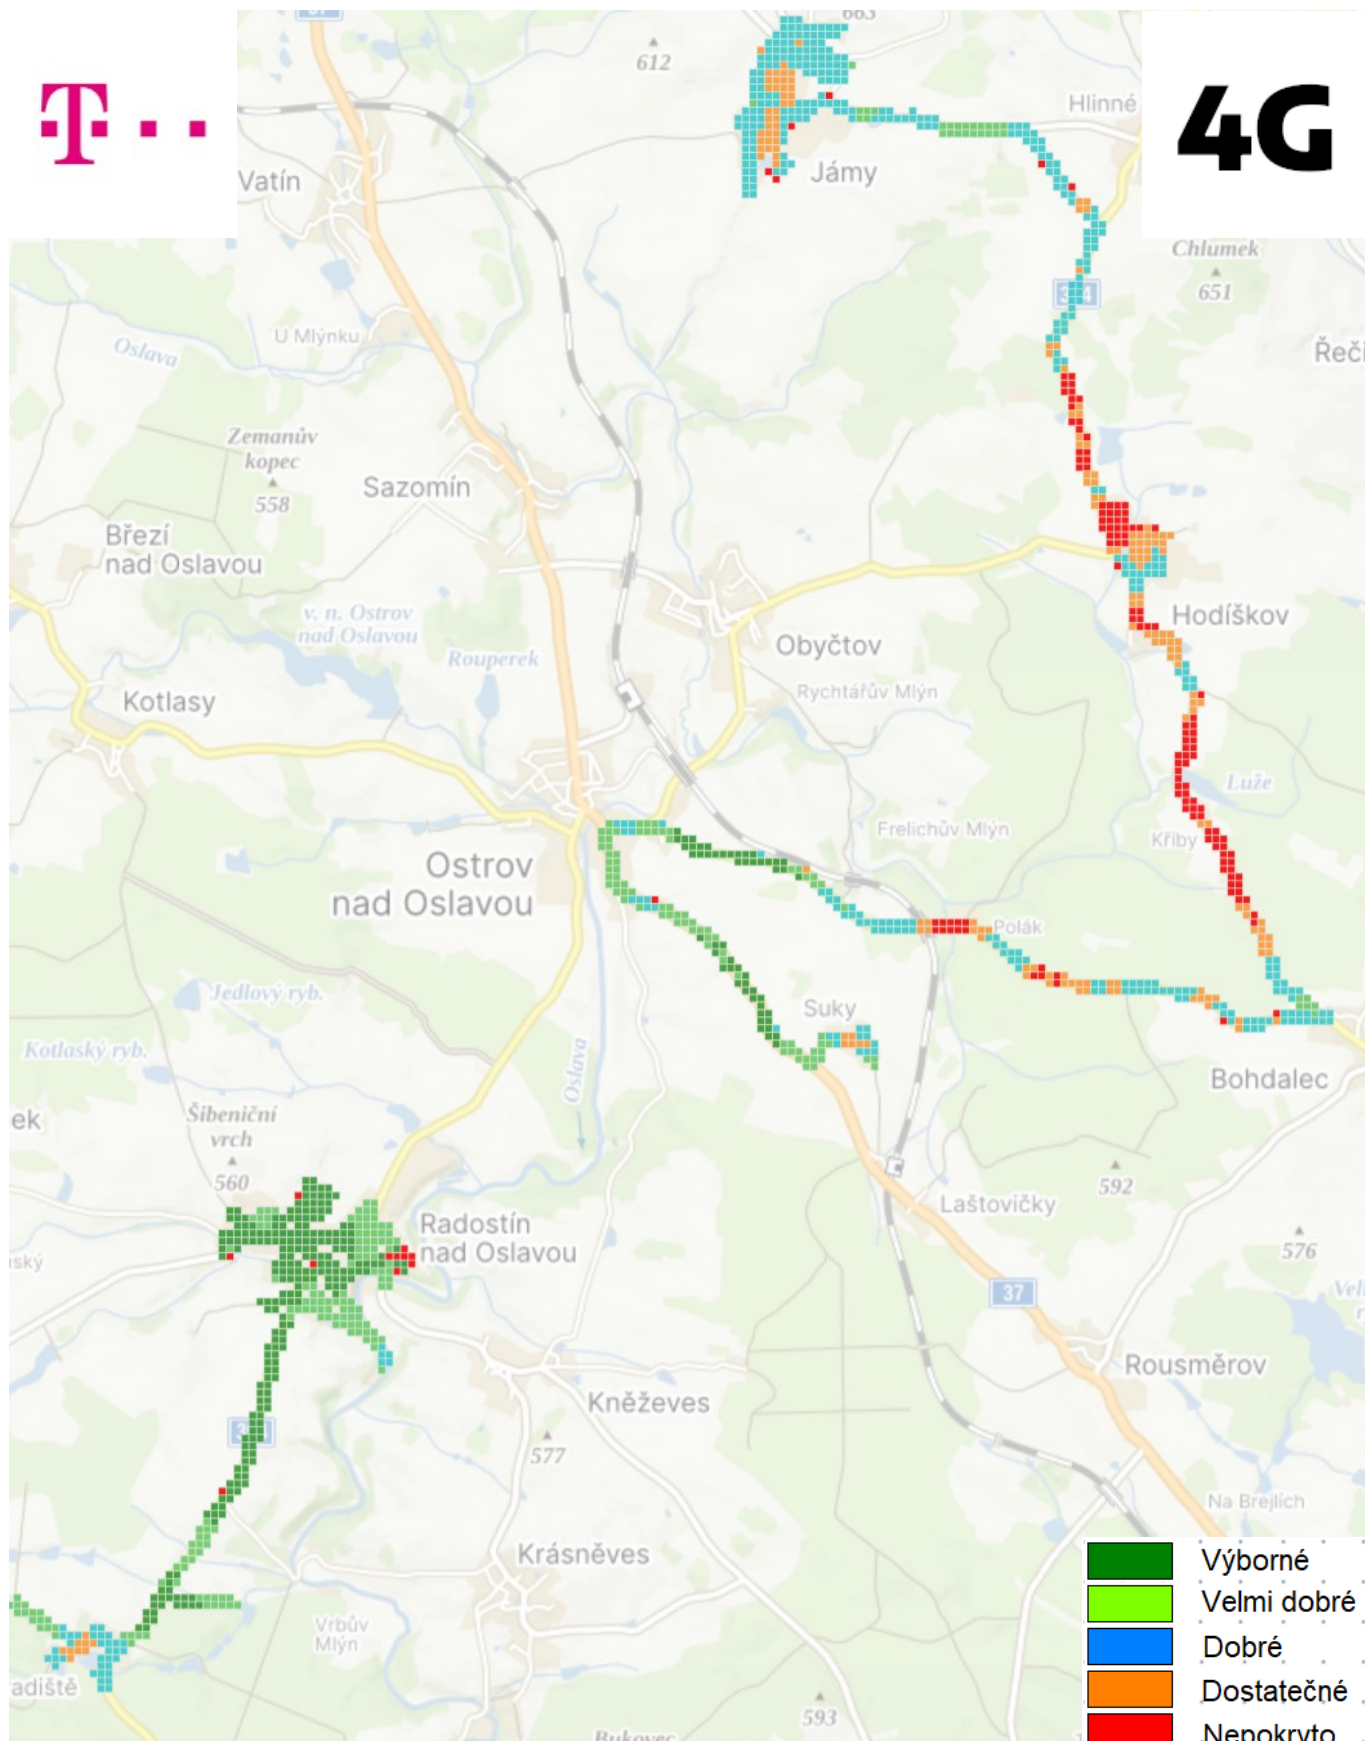 T
4G
612
Hlinné
Vatín
Jámy
Chlumek
651
U Mlýnku
Oslava
Řeči
Zemanův
kopec
558
Sazomín
Březí
nad Oslavou
v. n. Ostrov
nad Oslavou
Rouperek
Hodíškov
Obyčtov
Rychtářův Mlýn
Kotlasy
Luže
Frelichův Mlýn
Křiby
Ostrov
nad Oslavou
Polák
Jedlový ryb.
Suky
Kotlaský ryb.
Oslava
Bohdalec
Šibeniční
vrch
560
ek
592
Laštovičky
Radostín
nad Oslavou
576
ský
37
Rousměrov
Kněževes
577
Na Brejlích
Krásněves
Vrbův
Mlýn
adiště
593
Bukovec
Výborné
Velmi dobré
Dobré
Dostatečné
Nepokryto